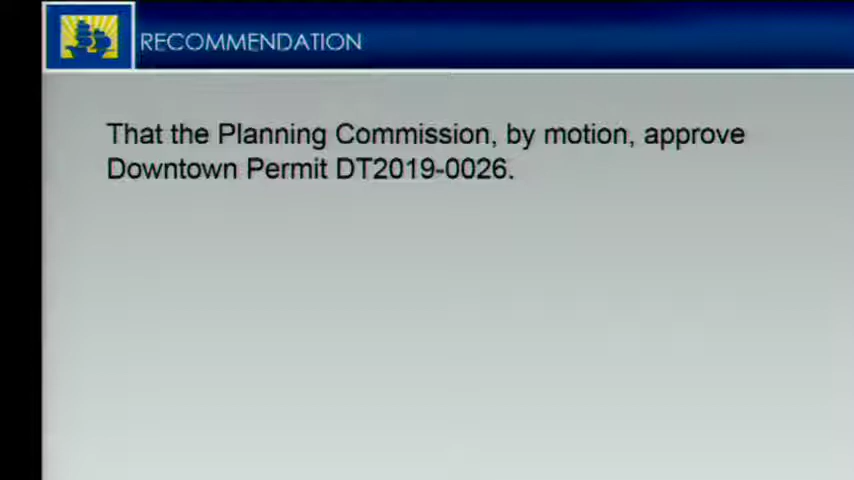 RECOMMENDATION
That the Planning Commission, by motion, approve
Downtown Permit DT2019-0026.